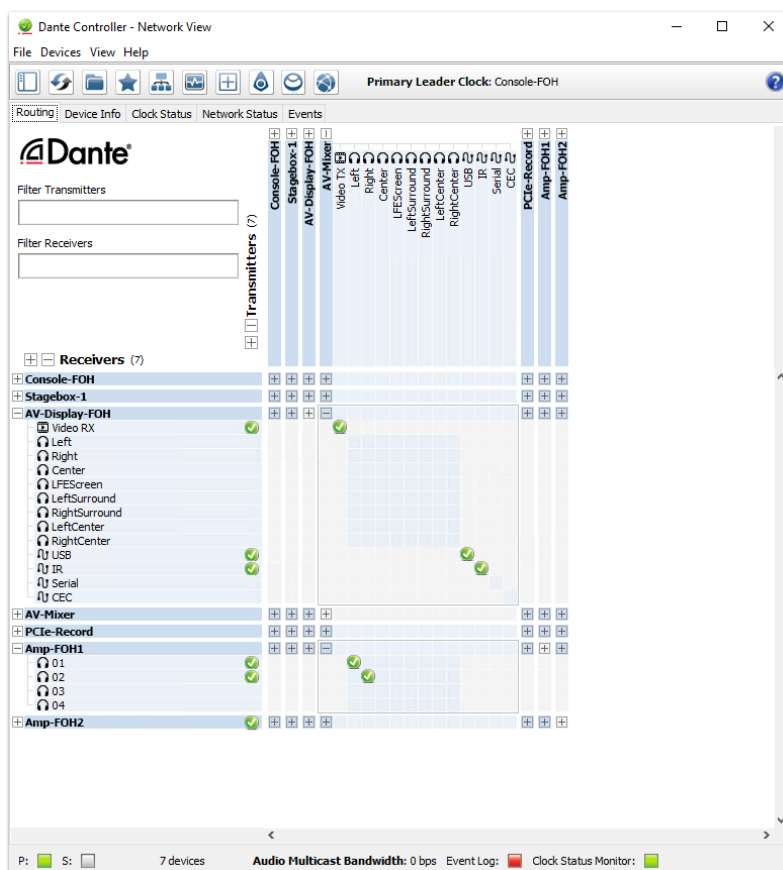 Dante Controller - Network View
File Devices View Help
Primary Leader Clock: Console-FOH
?
Routing Device Info Clock Status Network Status Events
Dante®
Filter Transmitters
Filter Receivers
Transmitters (7)
Console-FOH
Stagebox-1
AV-Display-FOH
AV-Mixer
Video TX
Left
Right
Center
LFEScreen
LeftSurround
RightSurround
LeftCenter
RightCenter
USB
IR
Serial
CEC
PCIe-Record
Amp-FOH1
Amp-FOH2
Receivers (7)
Console-FOH
Stagebox-1
AV-Display-FOH
Video RX
Left
Right
Center
LFEScreen
LeftSurround
RightSurround
LeftCenter
RightCenter
USB
IR
Serial
CEC
AV-Mixer
PCIe-Record
Amp-FOH1
01
02
03
04
Amp-FOH2
P: S: 7 devices Audio Multicast Bandwidth: 0 bps Event Log: Clock Status Monitor: